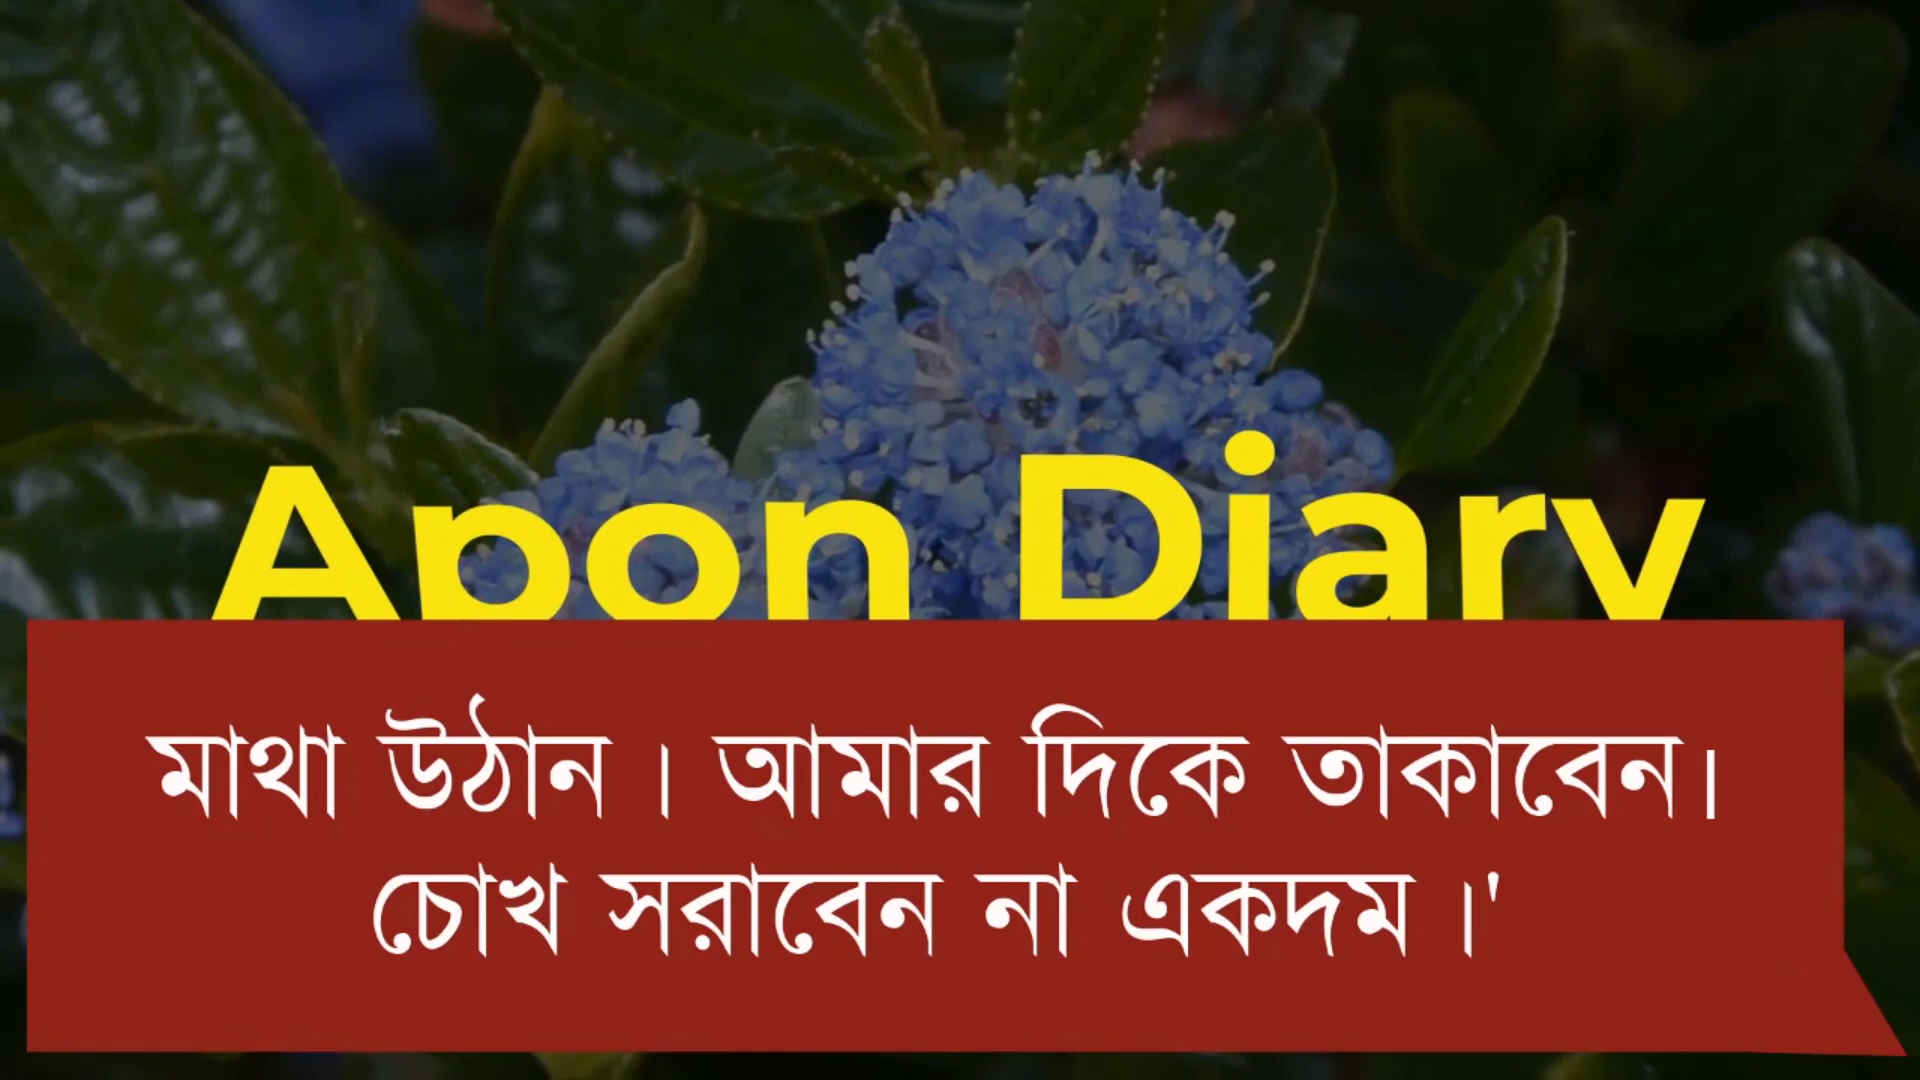 Apon Diary
মাথা উঠান । আমার দিকে তাকাবেন।
চোখ সরাবেন না একদম ।'